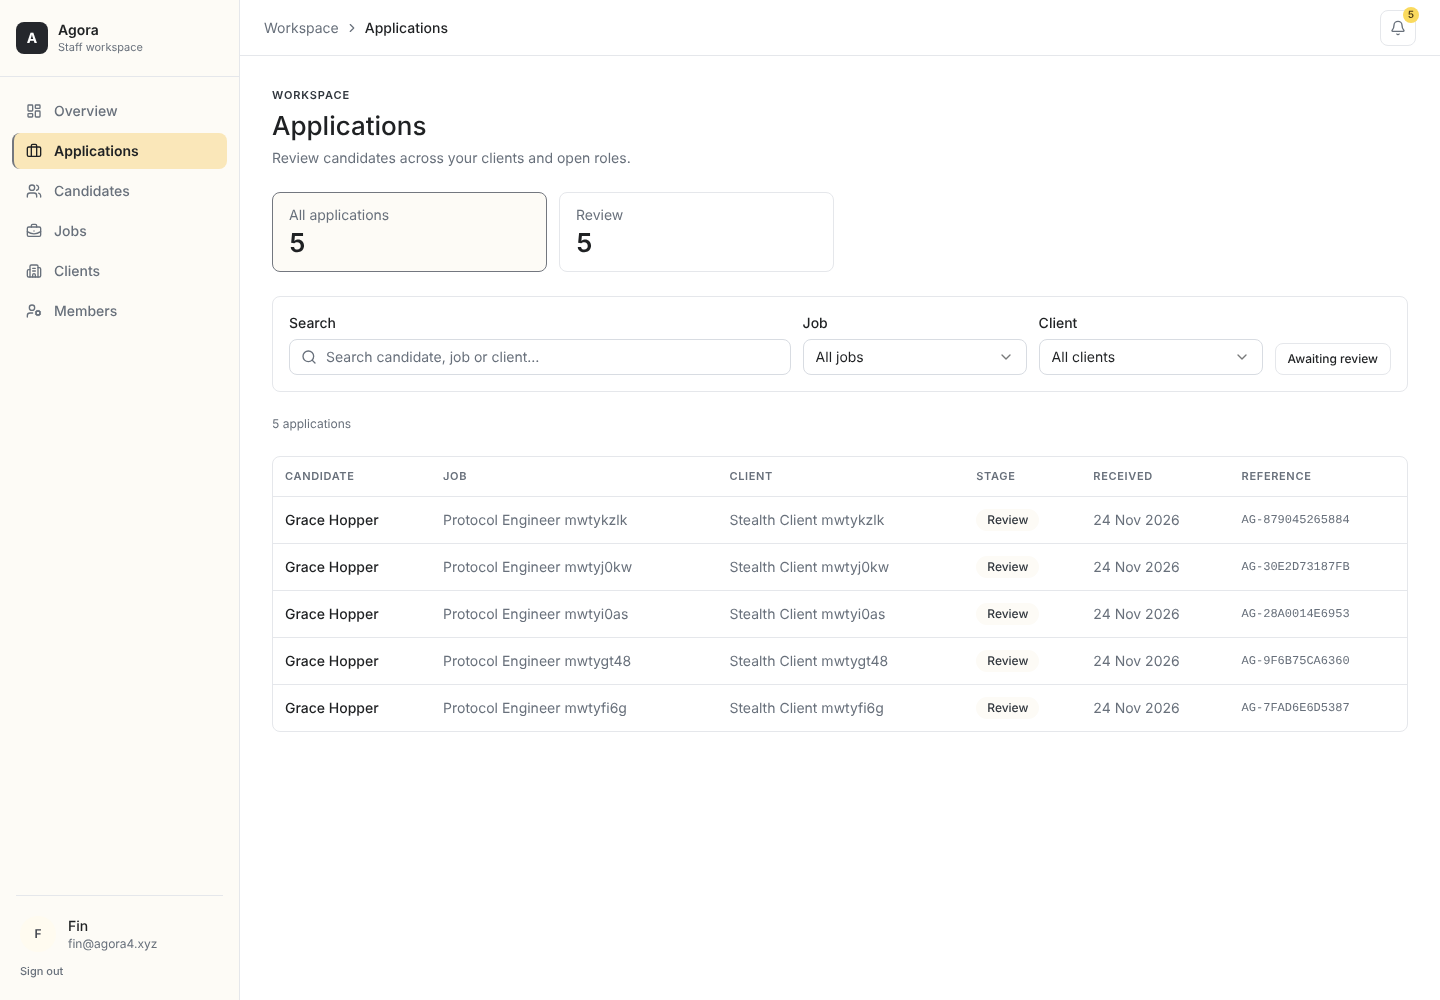 A
Agora
Staff workspace
Overview
Applications
Candidates
Jobs
Clients
Members
F
Fin
fin@agora4.xyz
Sign out
Workspace > Applications
5
WORKSPACE
Applications
Review candidates across your clients and open roles.
All applications
5
Review
5
Search
Search candidate, job or client...
Job
All jobs
Client
All clients
Awaiting review
5 applications
CANDIDATE JOB CLIENT STAGE RECEIVED REFERENCE
Grace Hopper Protocol Engineer mwtykzlk Stealth Client mwtykzlk Review 24 Nov 2026 AG-879045265884
Grace Hopper Protocol Engineer mwtyj0kw Stealth Client mwtyj0kw Review 24 Nov 2026 AG-30E2D73187FB
Grace Hopper Protocol Engineer mwtyi0as Stealth Client mwtyi0as Review 24 Nov 2026 AG-28A0014E6953
Grace Hopper Protocol Engineer mwtygt48 Stealth Client mwtygt48 Review 24 Nov 2026 AG-9F6B75CA6360
Grace Hopper Protocol Engineer mwtyfi6g Stealth Client mwtyfi6g Review 24 Nov 2026 AG-7FAD6E6D5387